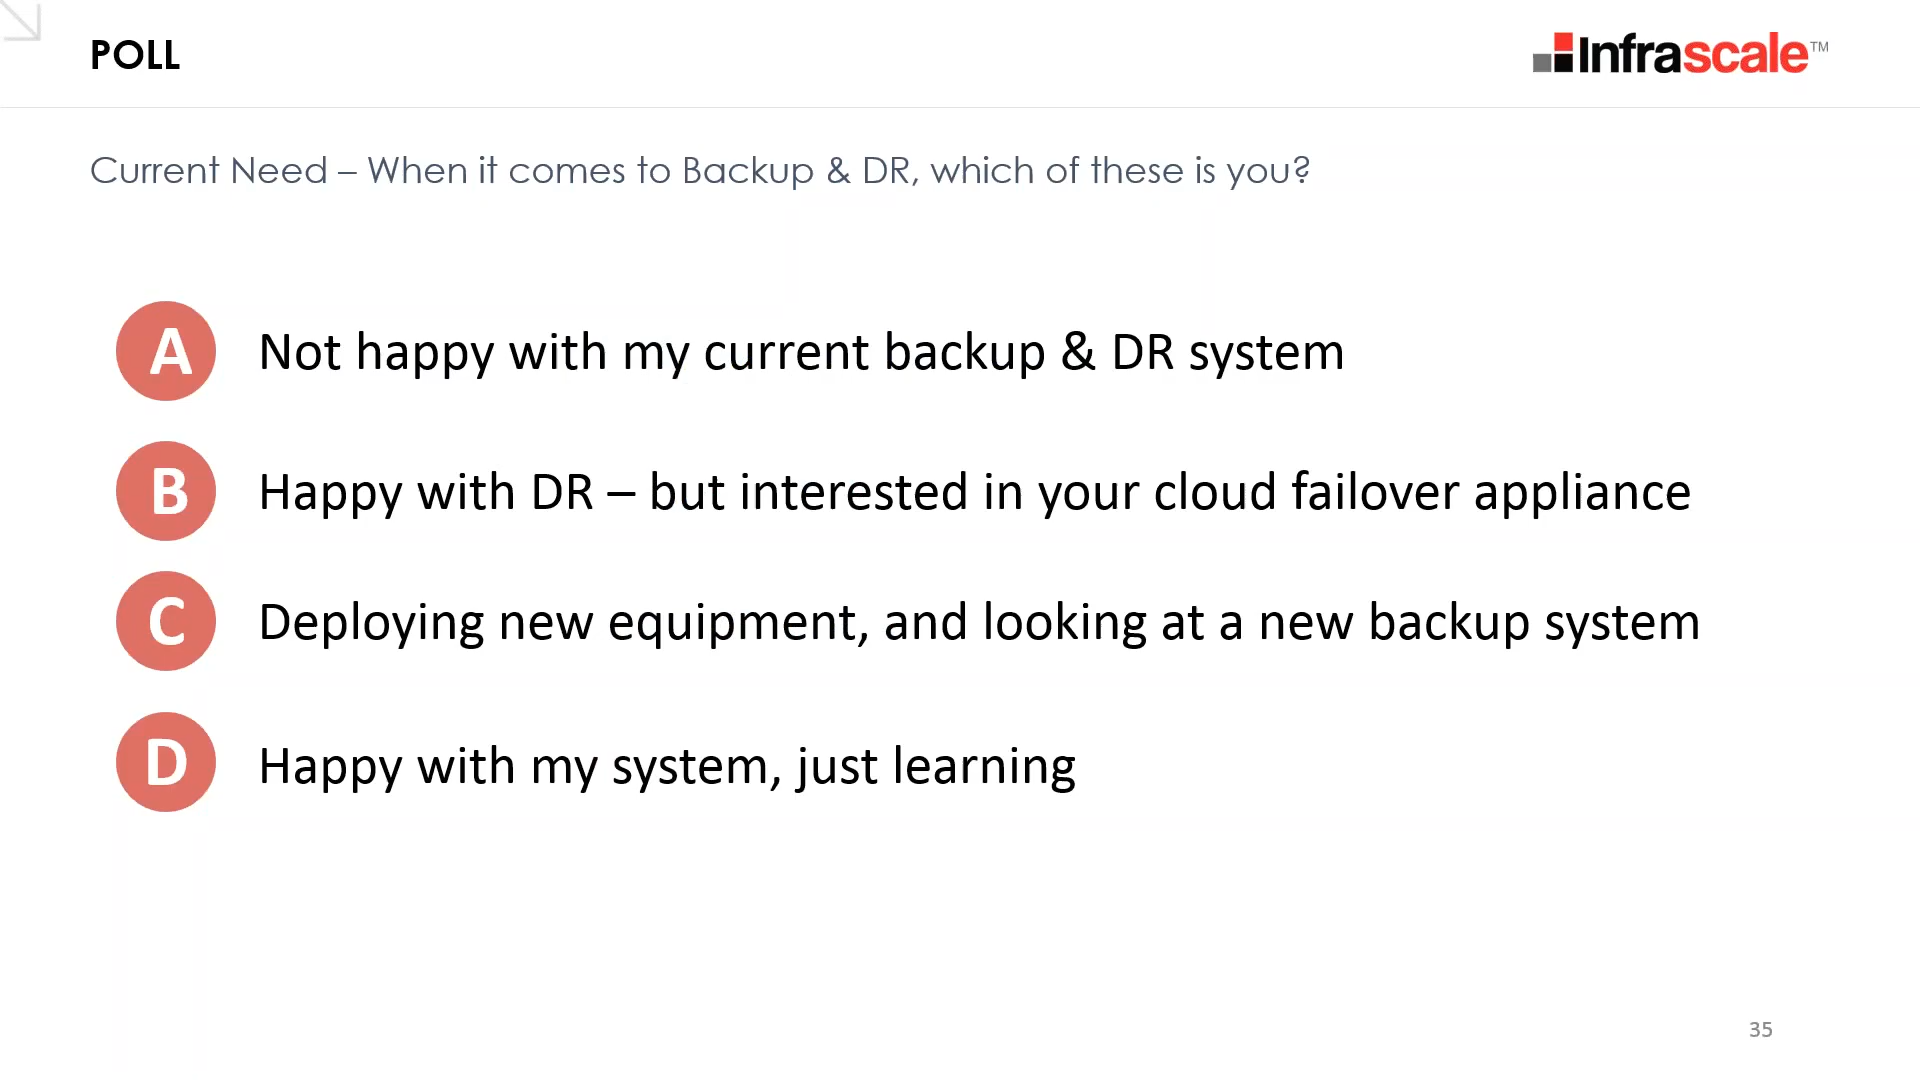 POLL
Infrascale™
Current Need – When it comes to Backup & DR, which of these is you?
A Not happy with my current backup & DR system
B Happy with DR – but interested in your cloud failover appliance
C Deploying new equipment, and looking at a new backup system
D Happy with my system, just learning
35